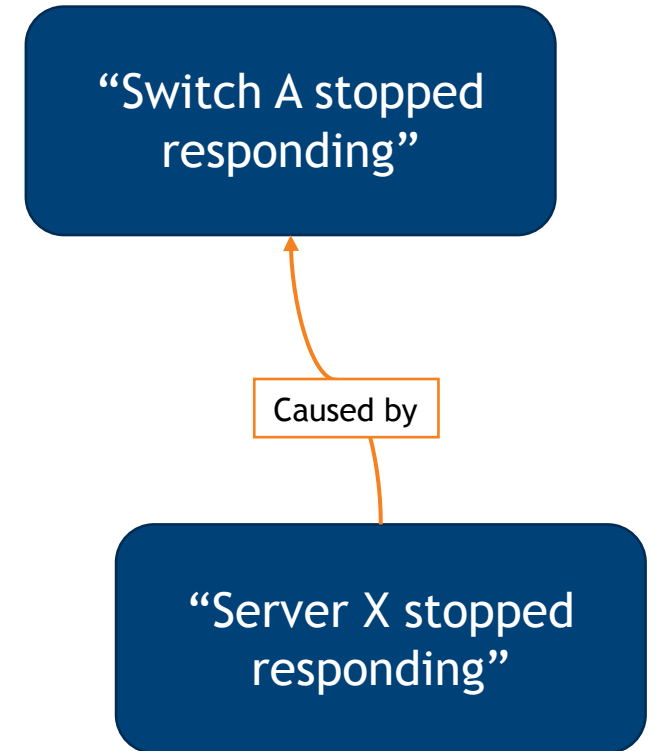 “Switch A stopped
responding”
Caused by
“Server X stopped
responding”